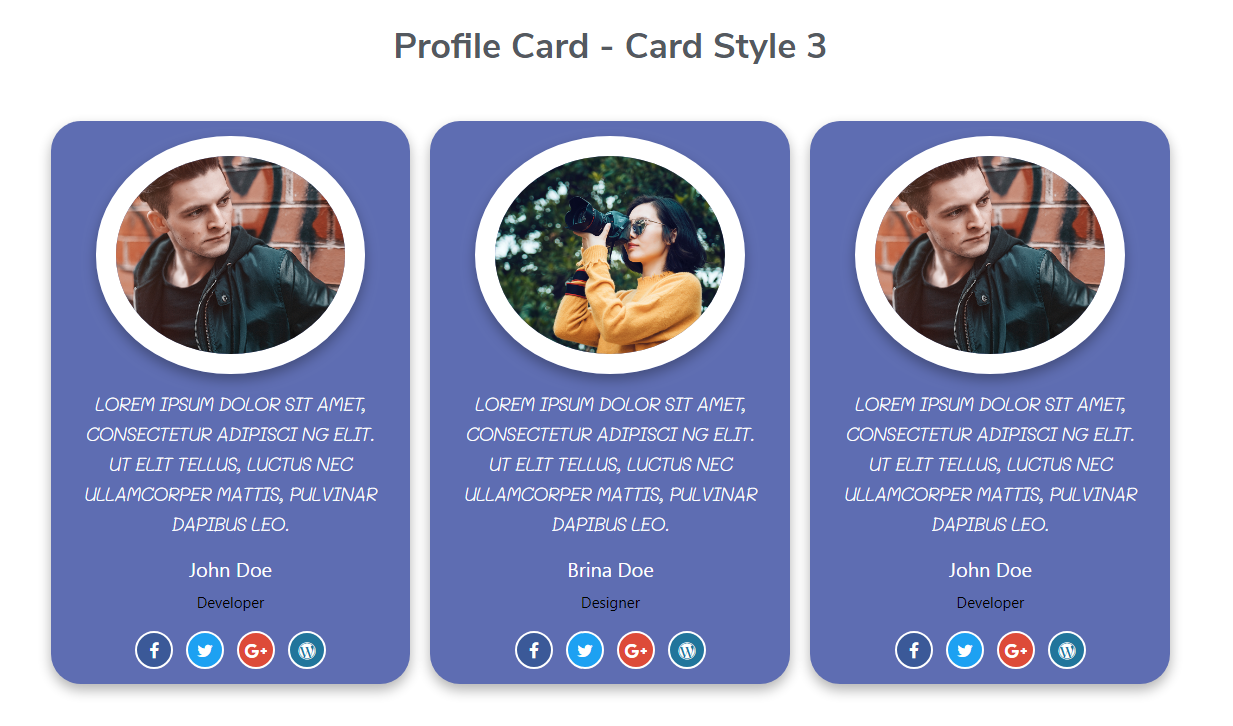 Profile Card - Card Style 3
LOREM IPSUM DOLOR SIT AMET,
CONSECTETUR ADIPISCI NG ELIT.
UT ELIT TELLUS, LUCTUS NEC
ULLAMCORPER MATTIS, PULVINAR
DAPIBUS LEO.
John Doe
Developer
LOREM IPSUM DOLOR SIT AMET,
CONSECTETUR ADIPISCI NG ELIT.
UT ELIT TELLUS, LUCTUS NEC
ULLAMCORPER MATTIS, PULVINAR
DAPIBUS LEO.
Brina Doe
Designer
LOREM IPSUM DOLOR SIT AMET,
CONSECTETUR ADIPISCI NG ELIT.
UT ELIT TELLUS, LUCTUS NEC
ULLAMCORPER MATTIS, PULVINAR
DAPIBUS LEO.
John Doe
Developer